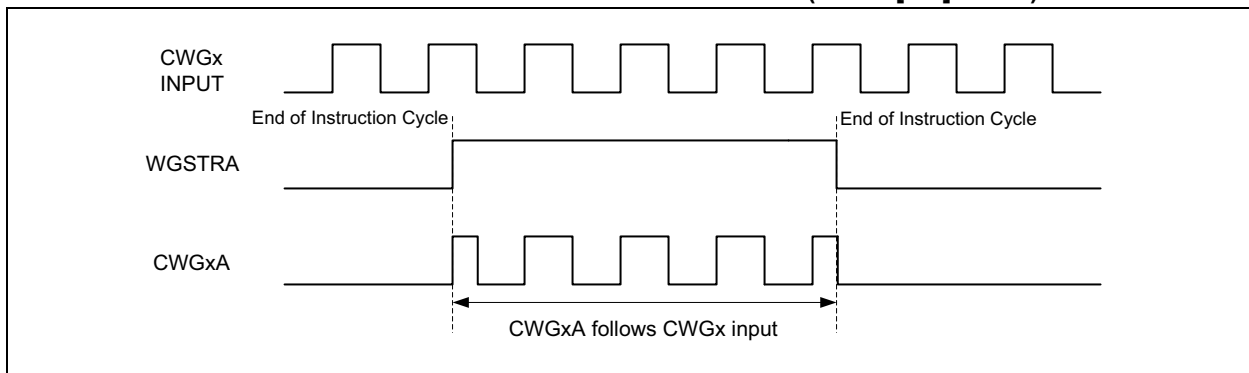 CWGx
INPUT
End of Instruction Cycle
End of Instruction Cycle
WGSTRA
CWGxA
CWGxA follows CWGx input